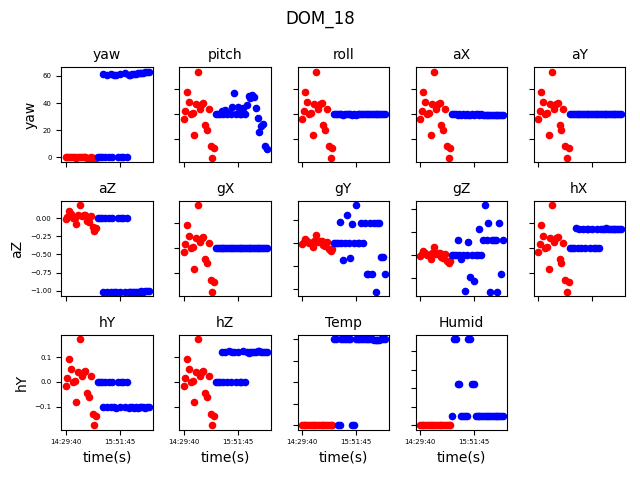 DOM_18
yaw pitch roll aX aY
yaw
60
40
20
0
aZ gX gY gZ hX
aZ
0.00
−0.25
−0.50
−0.75
−1.00
hY hZ Temp Humid
hY
0.1
0.0
−0.1
14:29:40 15:51:45 14:29:40 15:51:45 14:29:40 15:51:45 14:29:40 15:51:45
time(s) time(s) time(s) time(s)